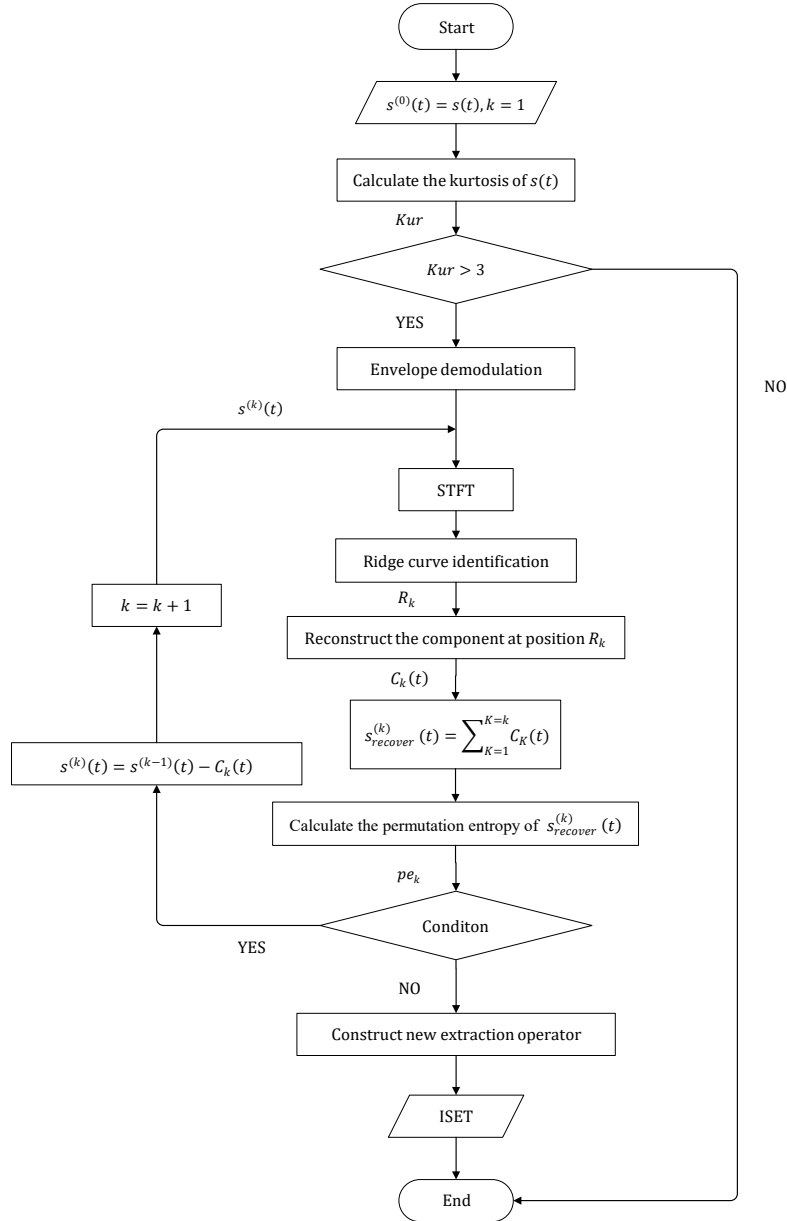 Start
s^{(0)}(t) = s(t), k = 1
Calculate the kurtosis of s(t)
Kur
Kur > 3
YES
NO
Envelope demodulation
s^{(k)}(t)
STFT
Ridge curve identification
R_k
k = k + 1
Reconstruct the component at position R_k
C_k(t)
s_{recover}^{(k)}(t) = \sum_{K=1}^{K=k} C_K(t)
s^{(k)}(t) = s^{(k-1)}(t) − C_k(t)
Calculate the permutation entropy of s_{recover}^{(k)}(t)
pe_k
Conditon
YES
NO
Construct new extraction operator
ISET
End